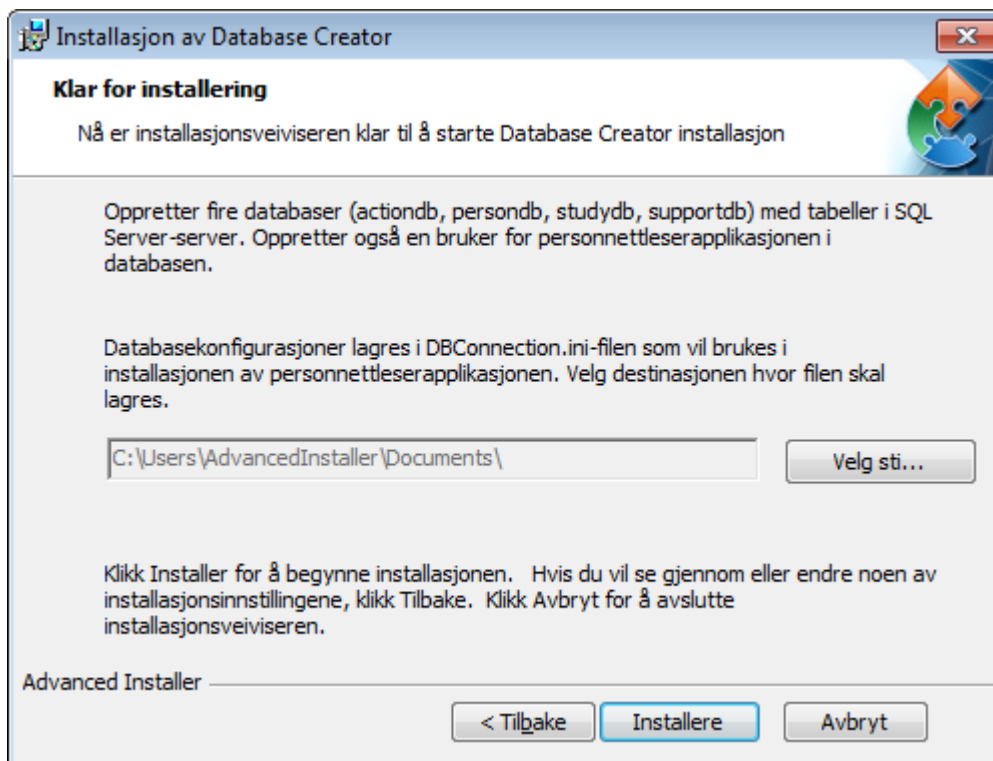 Installasjon av Database Creator
Klar for installering
Nå er installasjonsveiviseren klar til å starte Database Creator installasjon
Oppretter fire databaser (actiondb, persondb, studydb, supportdb) med tabeller i SQL
Server-server. Oppretter også en bruker for personnettleserapplikasjonen i
databasen.
Databasekonfigurasjoner lagres i DBConnection.ini-filen som vil brukes i
installasjonen av personnettleserapplikasjonen. Velg destinasjonen hvor filen skal
lagres.
C:\Users\AdvancedInstaller\Documents\
Velg sti...
Klikk Installer for å begynne installasjonen.   Hvis du vil se gjennom eller endre noen av
installasjonsinnstillingene, klikk Tilbake.  Klikk Avbryt for å avslutte
installasjonsveiviseren.
Advanced Installer
< Tilbake
Installere
Avbryt